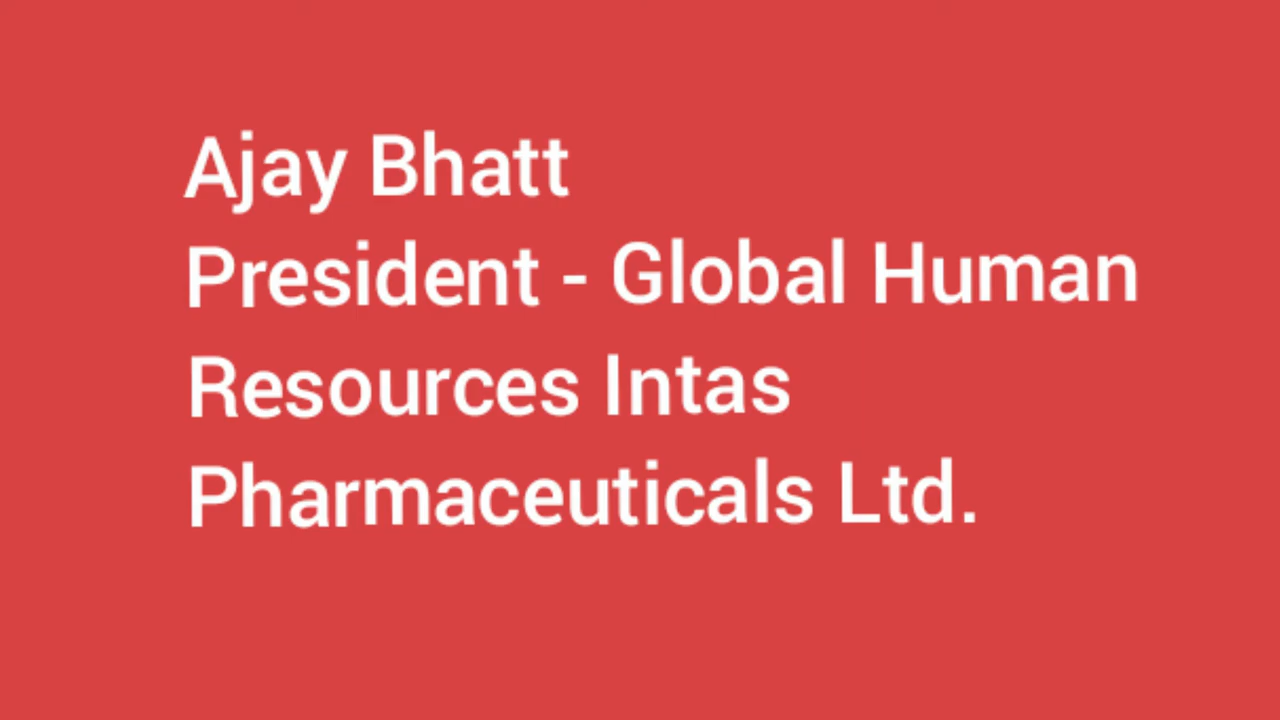 Ajay Bhatt
President - Global Human
Resources Intas
Pharmaceuticals Ltd.